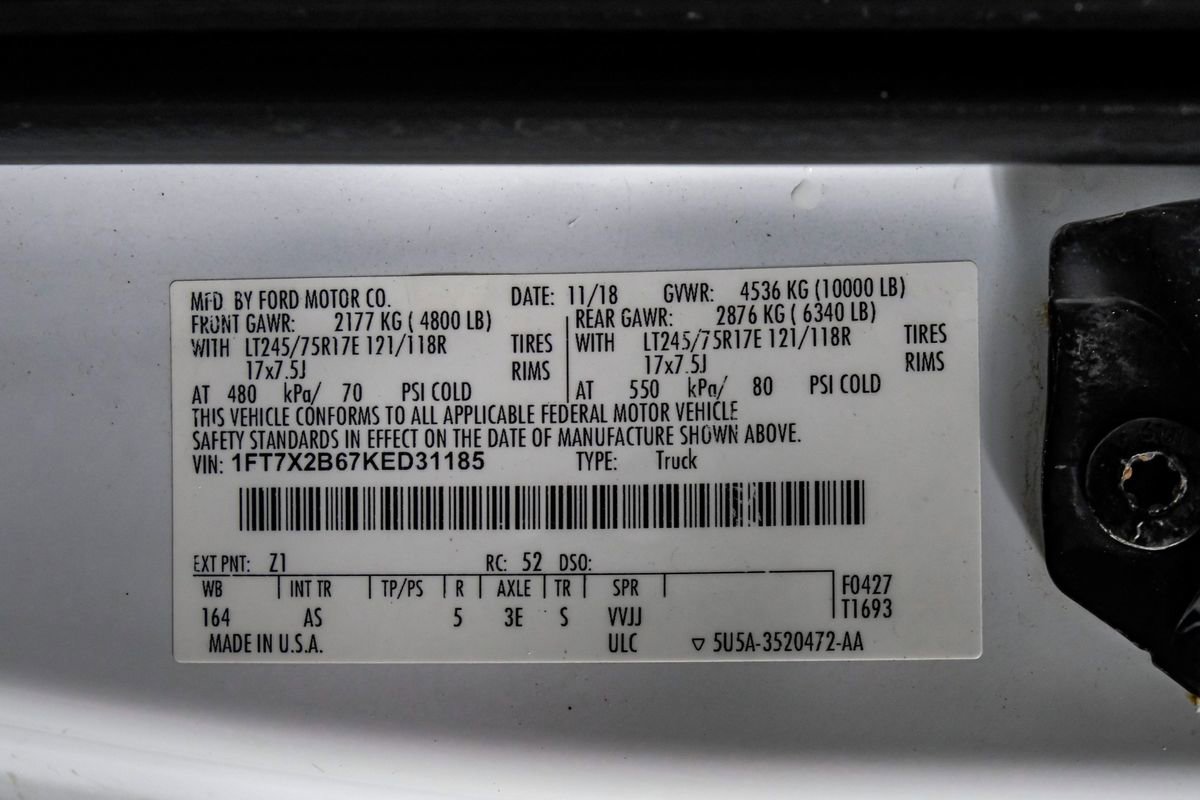 MFD BY FORD MOTOR CO. DATE: 11/18 GVWR: 4536 KG (10000 LB)
FRONT GAWR: 2177 KG ( 4800 LB) REAR GAWR: 2876 KG ( 6340 LB)
WITH LT245/75R17E 121/118R TIRES WITH LT245/75R17E 121/118R TIRES
17x7.5J RIMS 17x7.5J RIMS
AT 480 kPa/ 70 PSI COLD AT 550 kPa/ 80 PSI COLD
THIS VEHICLE CONFORMS TO ALL APPLICABLE FEDERAL MOTOR VEHICLE
SAFETY STANDARDS IN EFFECT ON THE DATE OF MANUFACTURE SHOWN ABOVE.
VIN: 1FT7X2B67KED31185 TYPE: Truck
EXT PNT: Z1 RC: 52 DSO:
WB | INT TR | TP/PS | R | AXLE | TR | SPR | F0427
164 AS 5 3E S VVJJ T1693
MADE IN U.S.A. ULC ▽ 5U5A-3520472-AA